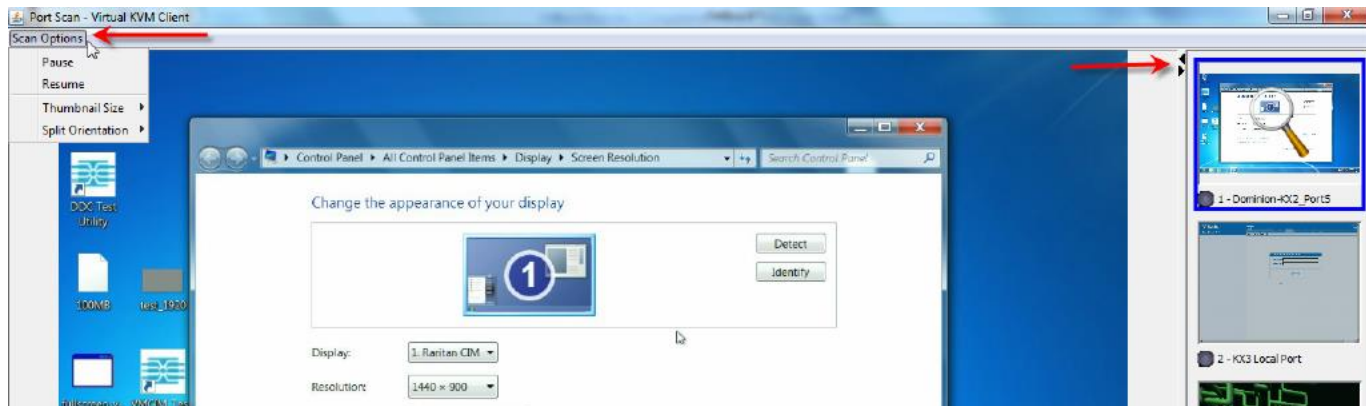 Port Scan - Virtual KVM Client
Scan Options
Pause
Resume
Thumbnail Size
Split Orientation
Control Panel
All Control Panel Items
Display
Screen Resolution
Search Control Panel
DDC Test
Utility
Change the appearance of your display
1
Detect
Identify
100MB
test_1920
Display:
1. Raritan CIM
Resolution:
1440 × 900
1 - Dominion-KX2_Port5
2 - KX3 Local Port